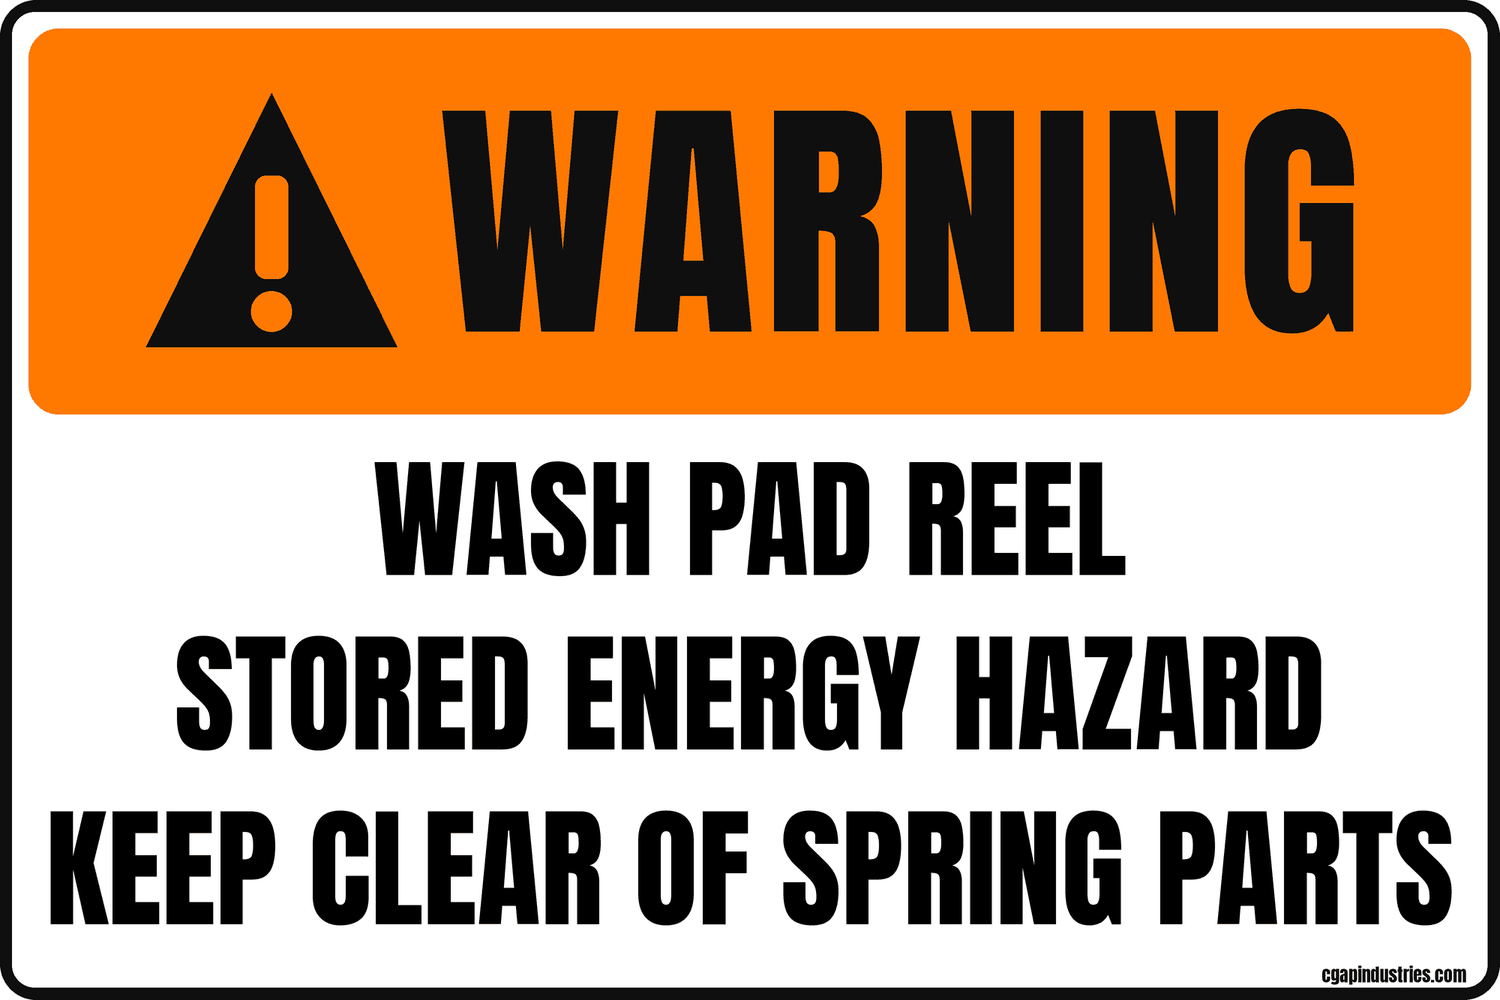 WARNING
WASH PAD REEL
STORED ENERGY HAZARD
KEEP CLEAR OF SPRING PARTS
cgapindustries.com